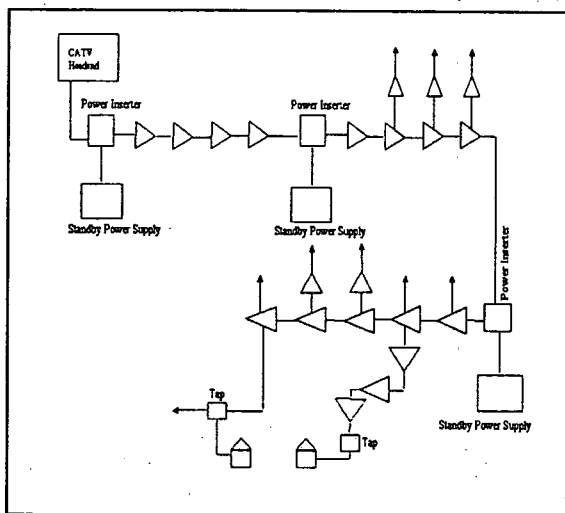 CATV
Headend
Power Inserter
Power Inserter
Standby Power Supply
Standby Power Supply
Power Inserter
Tap
Standby Power Supply
Tap